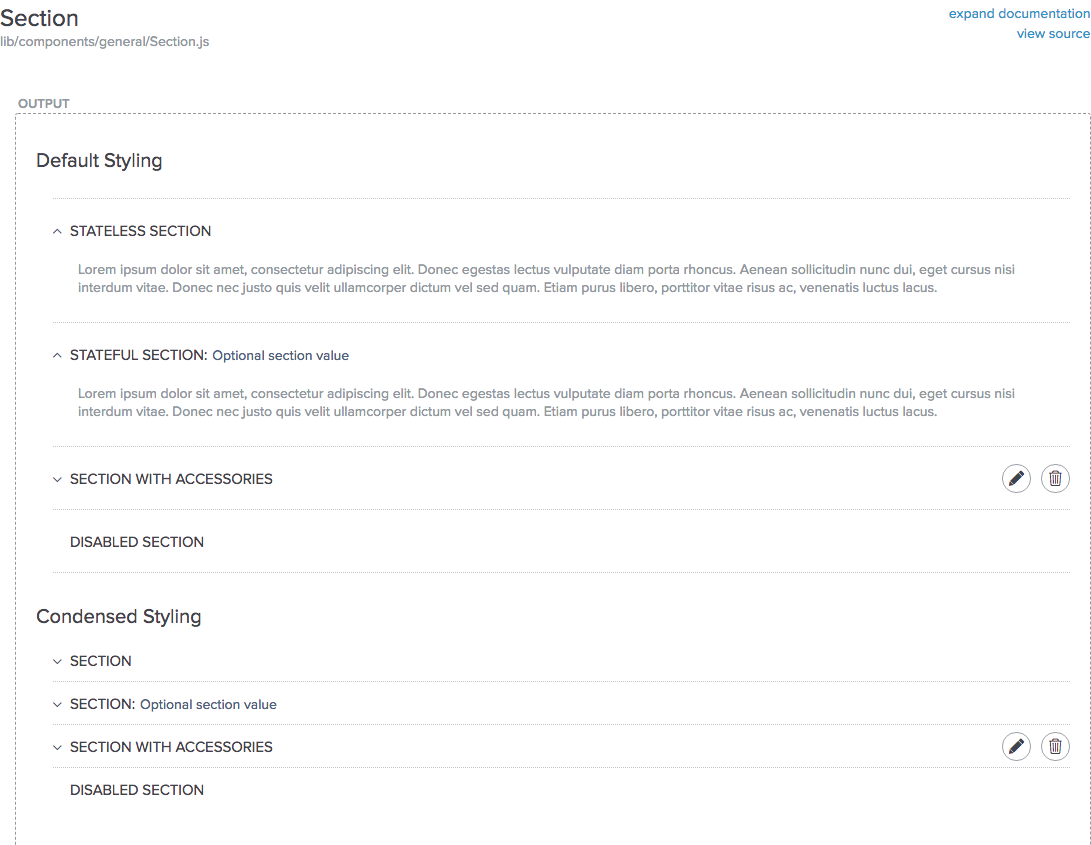 Section
expand documentation
lib/components/general/Section.js
view source
OUTPUT
Default Styling
STATELESS SECTION
Lorem ipsum dolor sit amet, consectetur adipiscing elit. Donec egestas lectus vulputate diam porta rhoncus. Aenean sollicitudin nunc dui, eget cursus nisi
interdum vitae. Donec nec justo quis velit ullamcorper dictum vel sed quam. Etiam purus libero, porttitor vitae risus ac, venenatis luctus lacus.
STATEFUL SECTION: Optional section value
Lorem ipsum dolor sit amet, consectetur adipiscing elit. Donec egestas lectus vulputate diam porta rhoncus. Aenean sollicitudin nunc dui, eget cursus nisi
interdum vitae. Donec nec justo quis velit ullamcorper dictum vel sed quam. Etiam purus libero, porttitor vitae risus ac, venenatis luctus lacus.
SECTION WITH ACCESSORIES
DISABLED SECTION
Condensed Styling
SECTION
SECTION: Optional section value
SECTION WITH ACCESSORIES
DISABLED SECTION